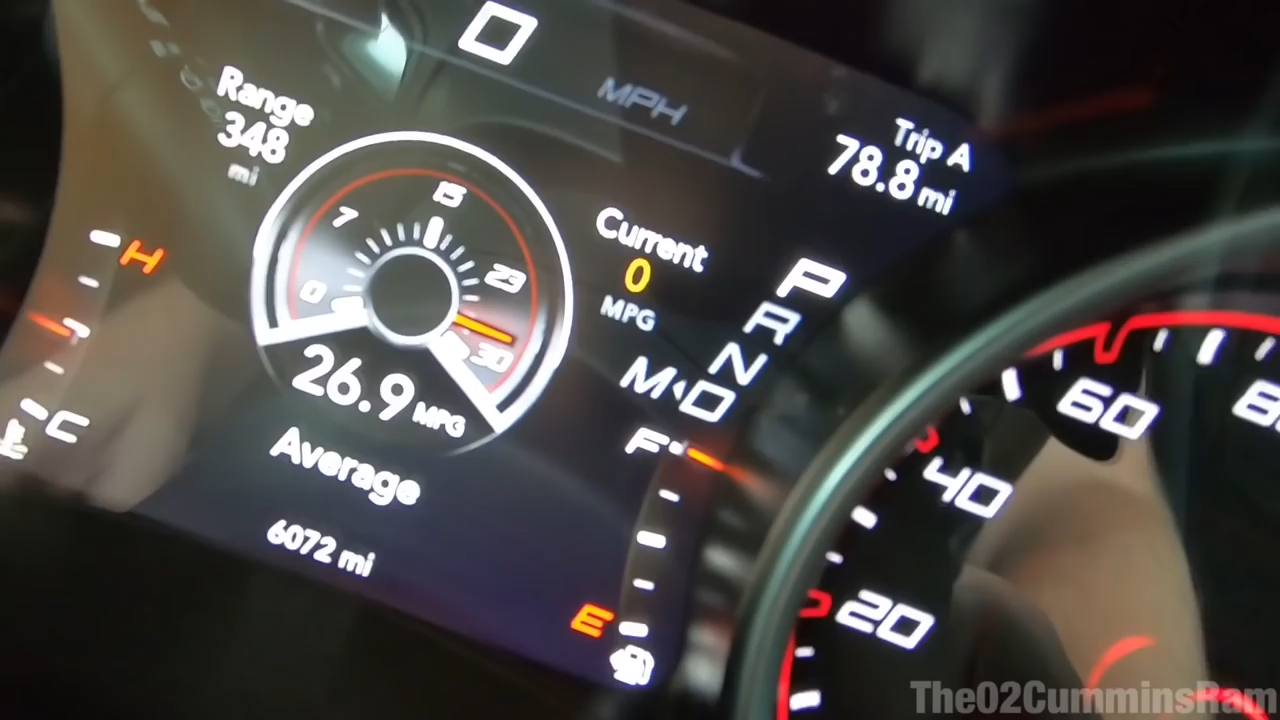 0
MPH
Range
348
mi
Trip A
78.8 mi
0
7
15
23
30
Current
0
MPG
P
R
N
M D
H
C
26.9 MPG
Average
6072 mi
F
E
20
40
60
The02CumminsRam